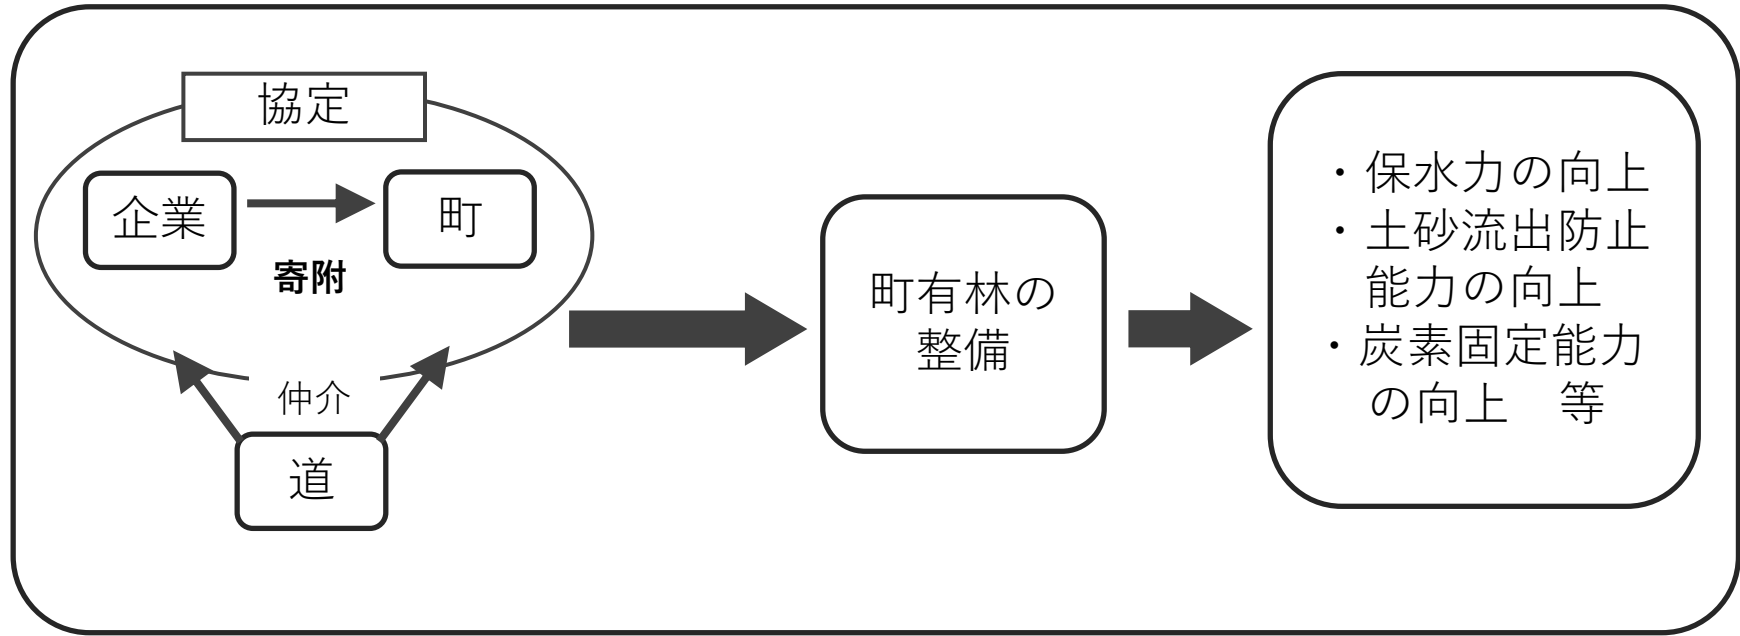 協定
企業
町
寄附
仲介
道
町有林の
整備
・保水力の向上
・土砂流出防止
能力の向上
・炭素固定能力
の向上　等